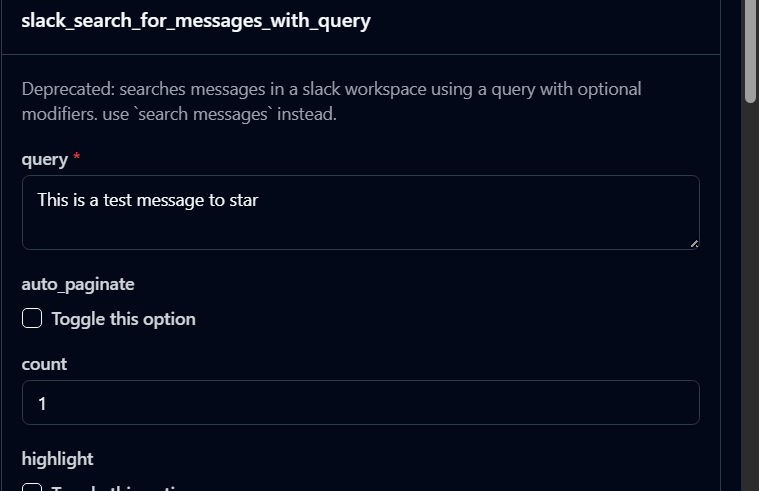 slack_search_for_messages_with_query
Deprecated: searches messages in a slack workspace using a query with optional
modifiers. use `search messages` instead.
query *
This is a test message to star
auto_paginate
Toggle this option
count
1
highlight